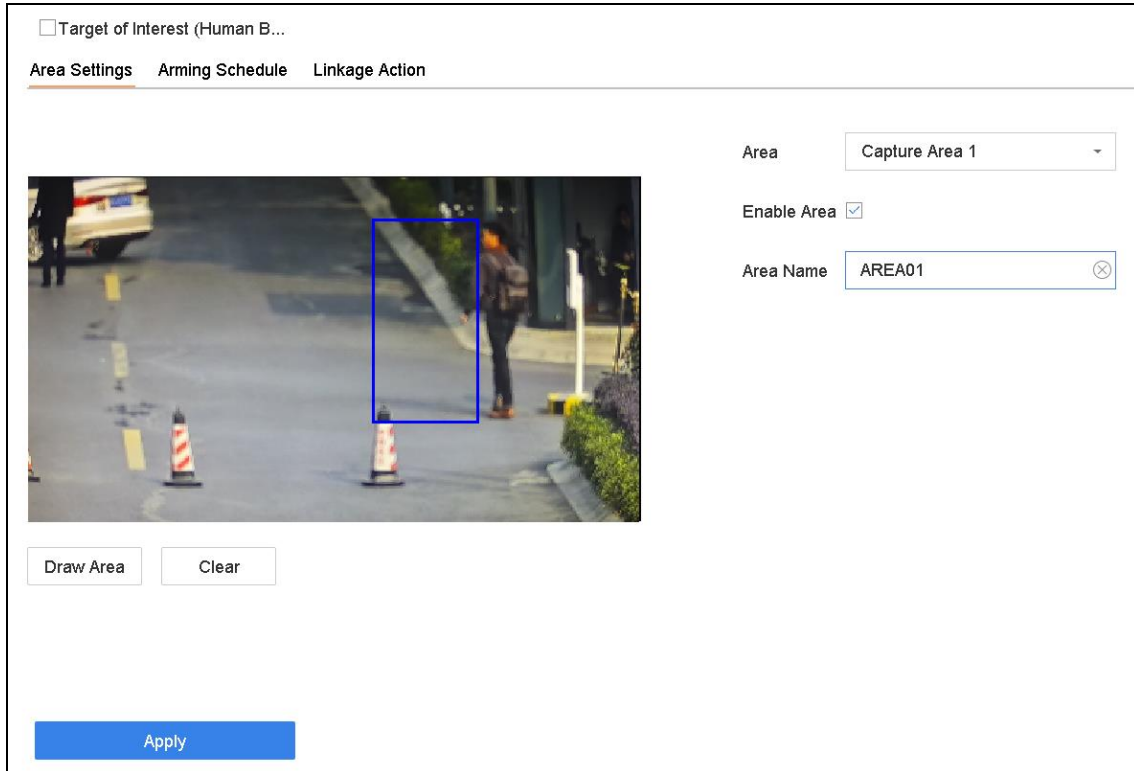 Target of Interest (Human B...
Area Settings Arming Schedule Linkage Action
Area Capture Area 1
Enable Area
Area Name AREA01
Draw Area Clear
Apply